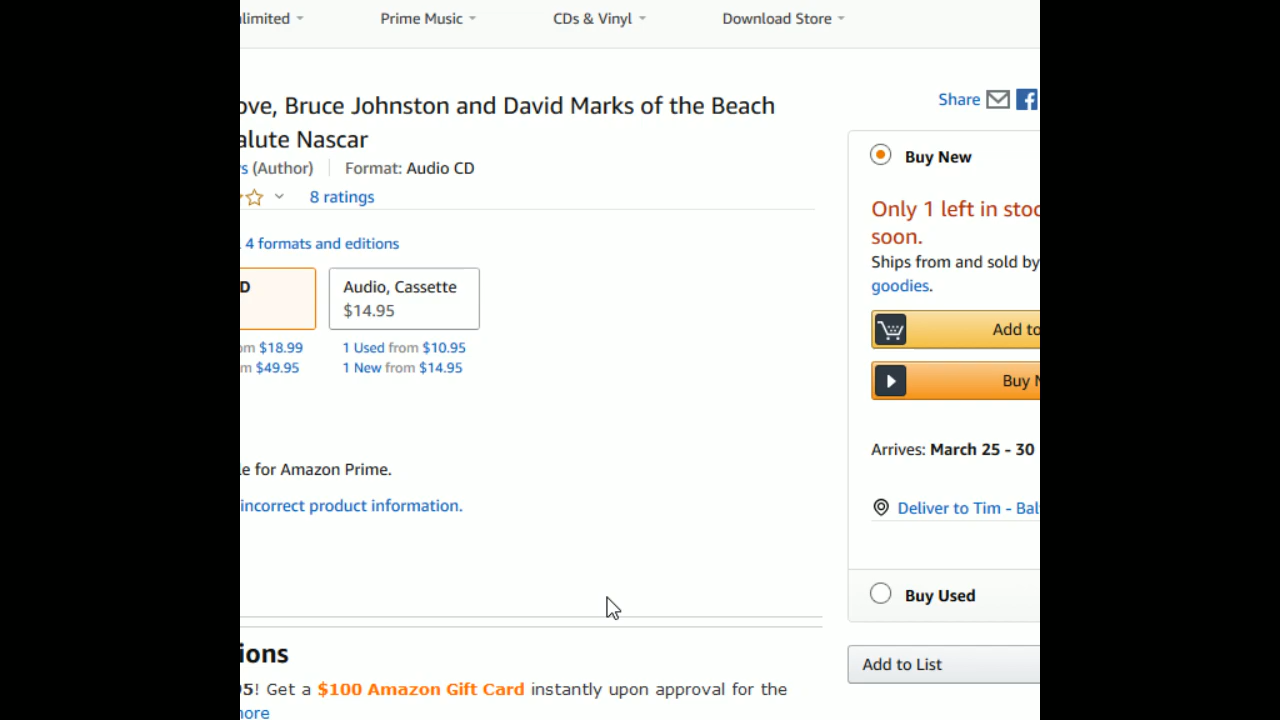 limited Prime Music CDs & Vinyl Download Store
ove, Bruce Johnston and David Marks of the Beach
alute Nascar
Share
s (Author) Format: Audio CD
8 ratings
Buy New
Only 1 left in stoc
soon.
4 formats and editions
Ships from and sold by
goodies.
D
Audio, Cassette
$14.95
Add to
om $18.99 1 Used from $10.95
m $49.95 1 New from $14.95
Buy N
Arrives: March 25 - 30
le for Amazon Prime.
incorrect product information.
Deliver to Tim - Bal
Buy Used
ions
Add to List
95! Get a $100 Amazon Gift Card instantly upon approval for the
more